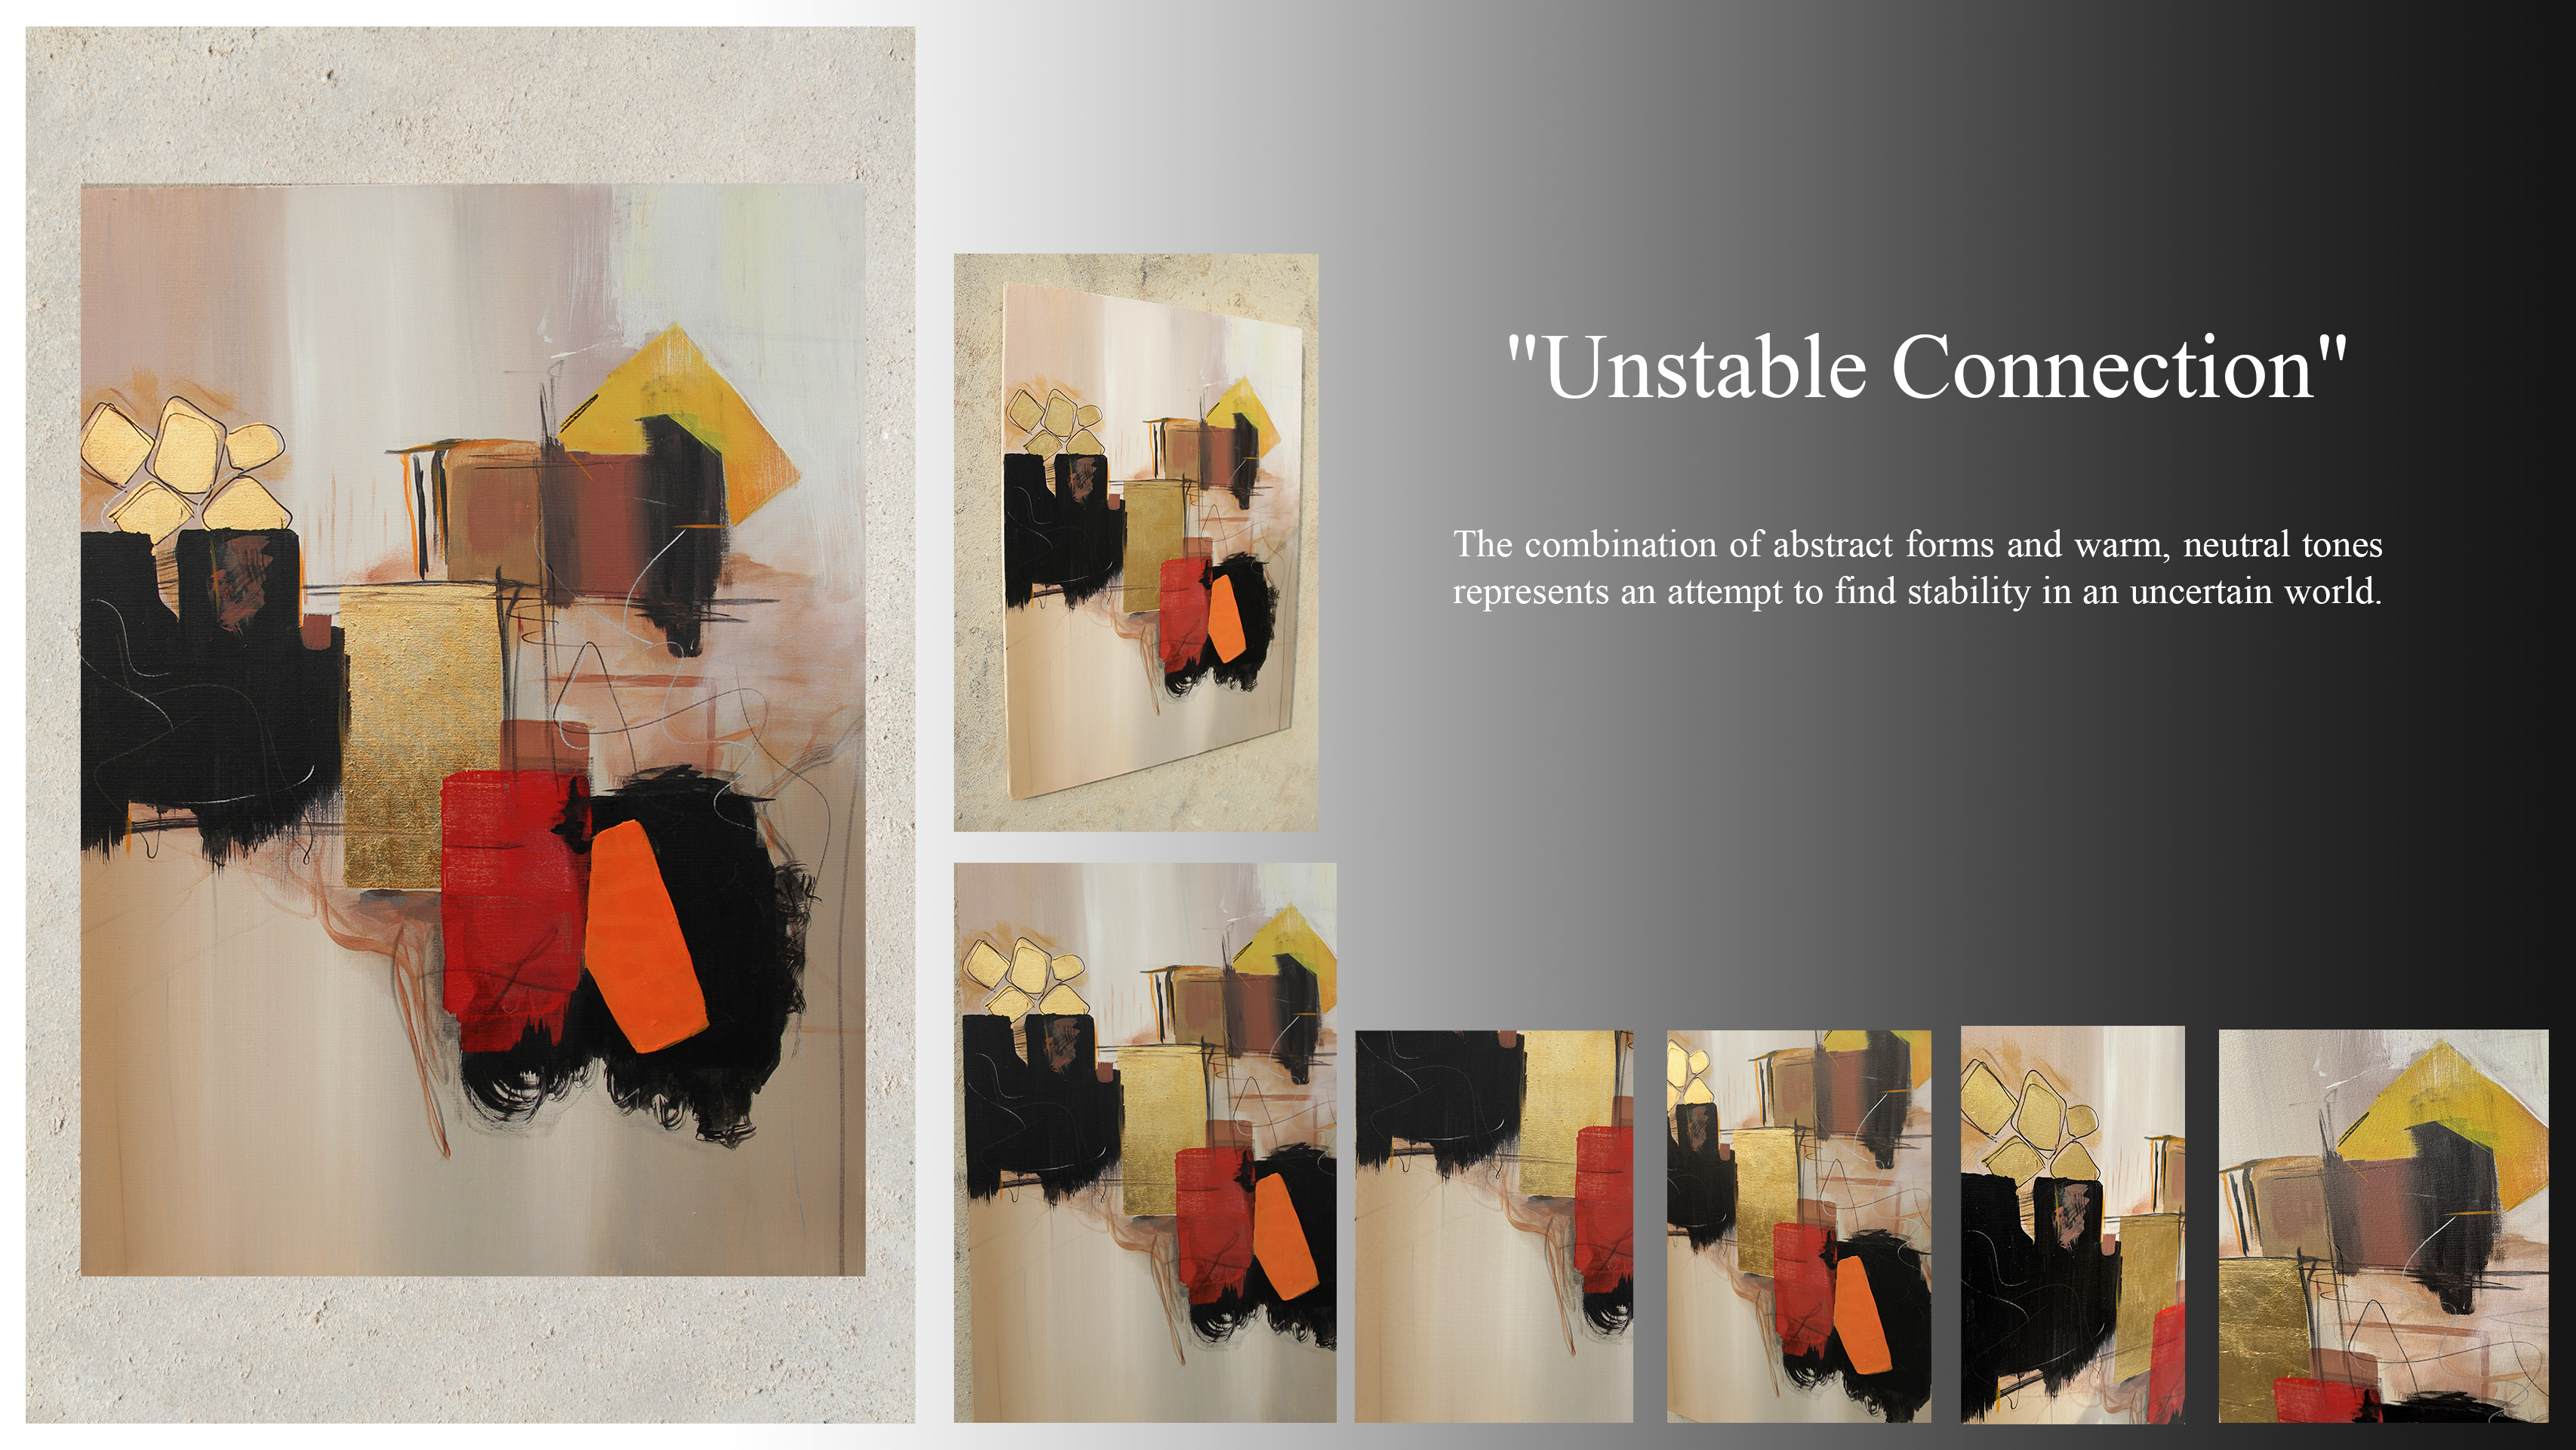 "Unstable Connection"
The combination of abstract forms and warm, neutral tones
represents an attempt to find stability in an uncertain world.